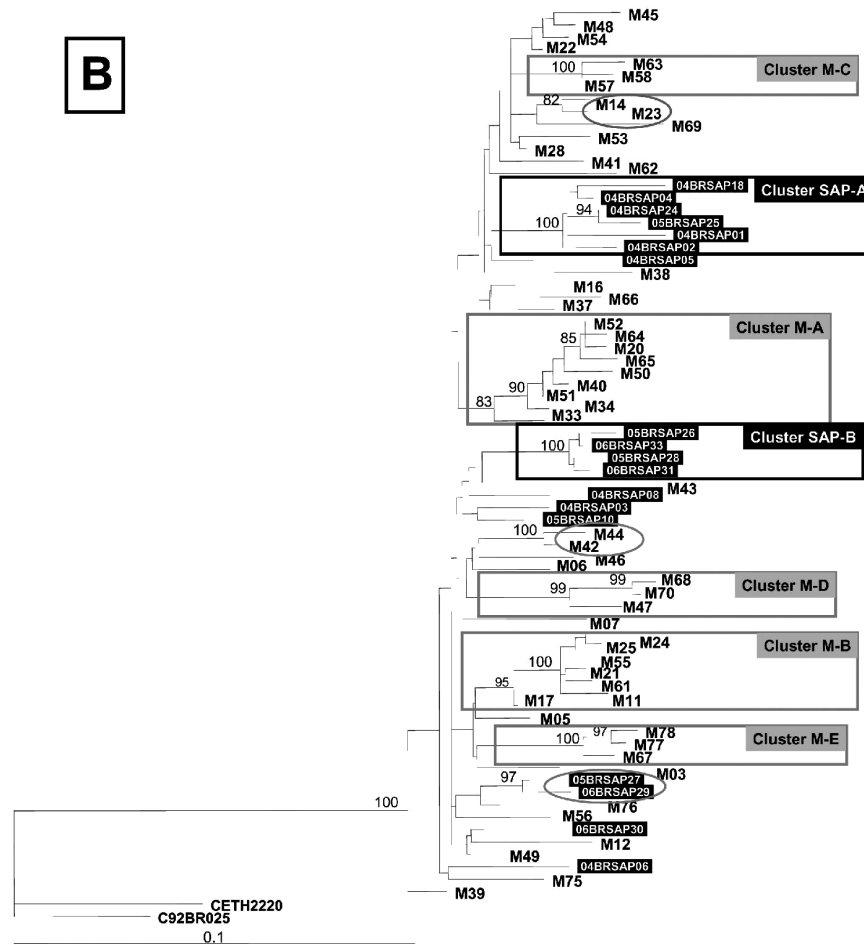 B
M45
M48
M54
M22
M63
100
M58
M57
Cluster M-C
82
M14
M23
M69
M53
M28
M41
M62
Cluster SAP-A
04BRSAP18
04BRSAP04
94
04BRSAP24
05BRSAP25
100
04BRSAP01
04BRSAP02
04BRSAP05
M38
M16
M66
M37
M52
Cluster M-A
85
M64
M20
M65
M50
90
M40
M51
83
M34
M33
05BRSAP26
Cluster SAP-B
100
06BRSAP33
05BRSAP28
06BRSAP31
M43
04BRSAP08
04BRSAP03
05BRSAP10
100
M44
M42
M46
M06
99
99
M68
Cluster M-D
M70
M47
M07
M24
Cluster M-B
M25
100
M55
M21
95
M61
M17
M11
M05
97
M78
Cluster M-E
100
M77
M67
M03
97
05BRSAP27
06BRSAP29
M76
M56
100
06BRSAP30
M12
M49
04BRSAP06
M75
M39
CETH2220
C92BR025
0.1